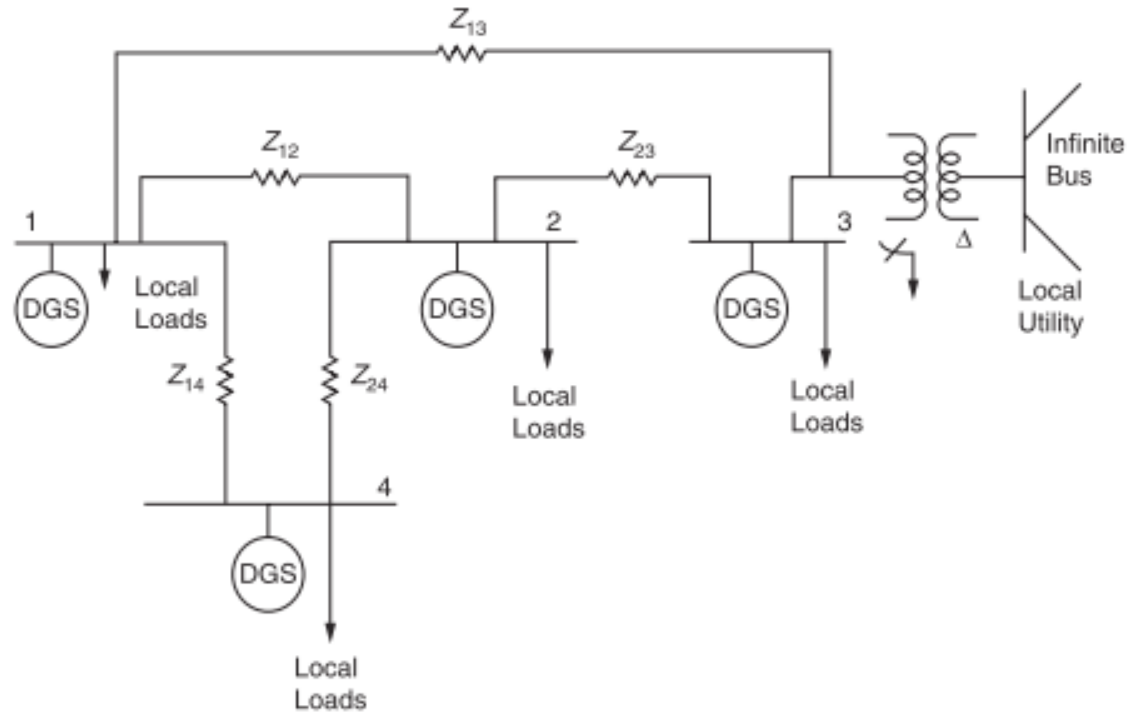 Z13
Z12
Z23
Infinite
Bus
1
2
3
Δ
DGS
Local
Loads
DGS
DGS
Local
Utility
Z14
Z24
Local
Loads
Local
Loads
4
DGS
Local
Loads